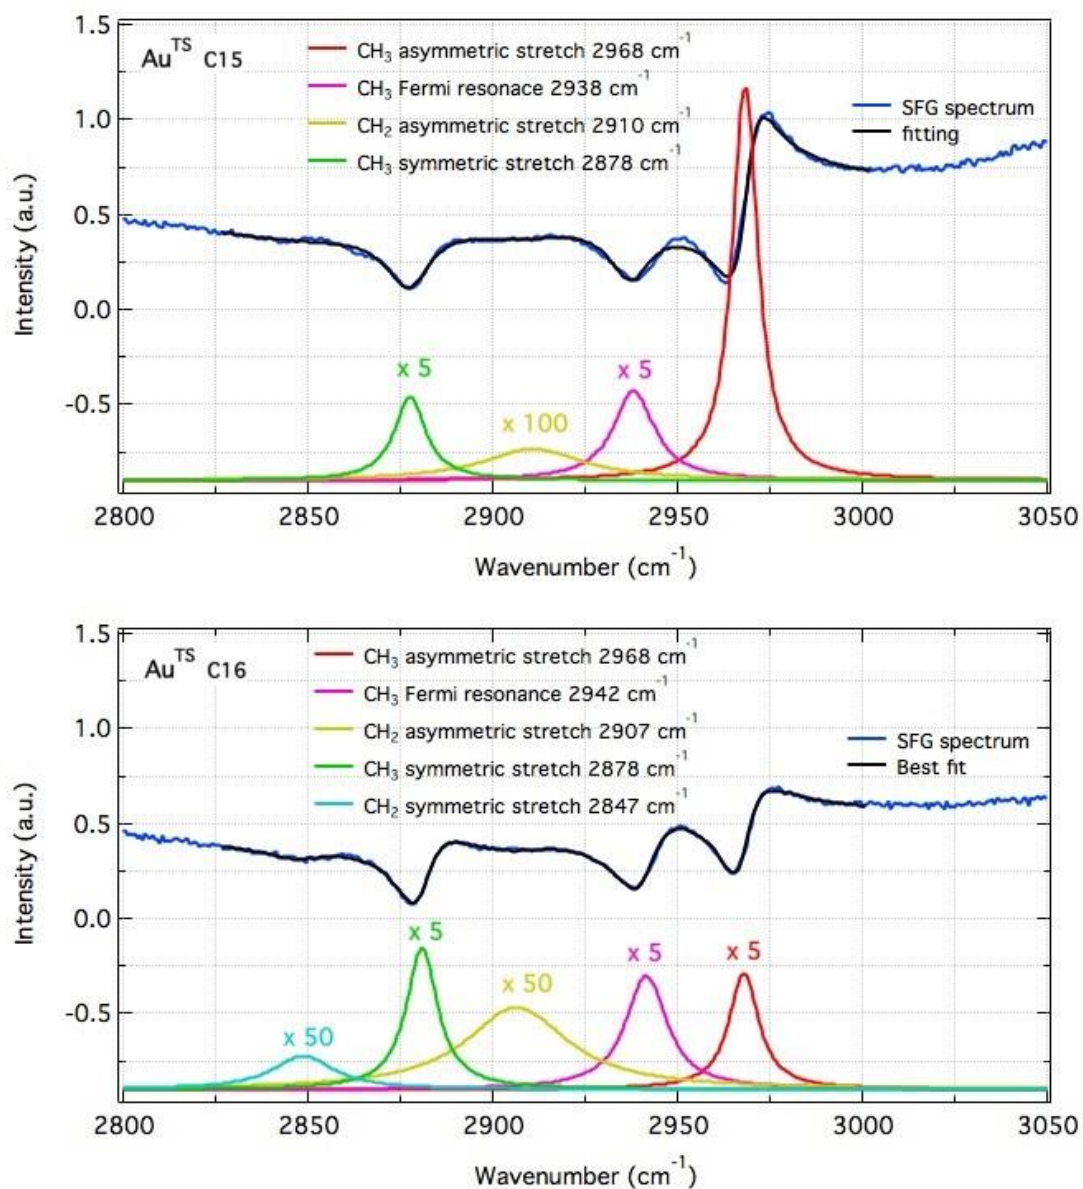 1.5
Au^TS C15
CH₃ asymmetric stretch 2968 cm⁻¹
CH₃ Fermi resonace 2938 cm⁻¹
CH₂ asymmetric stretch 2910 cm⁻¹
CH₃ symmetric stretch 2878 cm⁻¹
SFG spectrum
fitting
1.0
0.5
0.0
-0.5
Intensity (a.u.)
x 5
x 100
x 5
2800 2850 2900 2950 3000 3050
Wavenumber (cm⁻¹)
1.5
Au^TS C16
CH₃ asymmetric stretch 2968 cm⁻¹
CH₃ Fermi resonance 2942 cm⁻¹
CH₂ asymmetric stretch 2907 cm⁻¹
CH₃ symmetric stretch 2878 cm⁻¹
CH₂ symmetric stretch 2847 cm⁻¹
SFG spectrum
Best fit
1.0
0.5
0.0
-0.5
Intensity (a.u.)
x 50
x 5
x 50
x 5
x 5
2800 2850 2900 2950 3000 3050
Wavenumber (cm⁻¹)